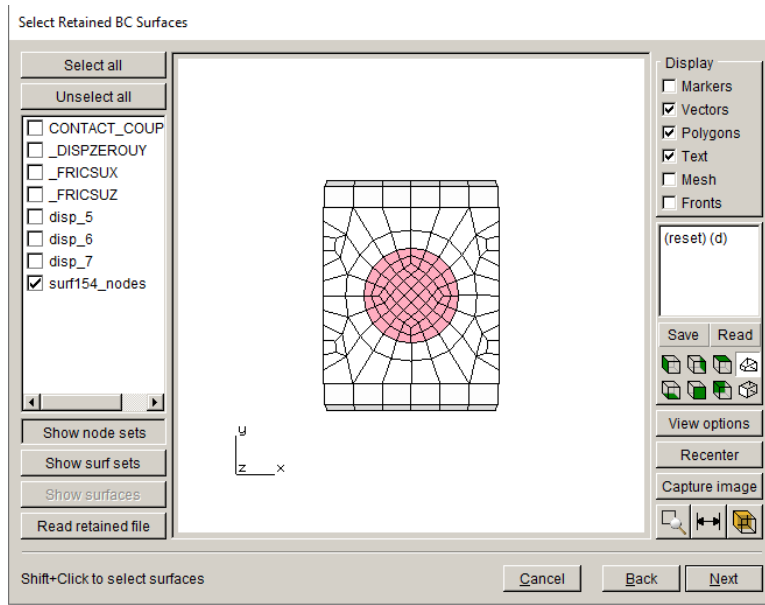 Select Retained BC Surfaces
Select all
Unselect all
CONTACT_COUP
_DISPZEROUY
_FRICSUX
_FRICSUZ
disp_5
disp_6
disp_7
surf154_nodes
Show node sets
Show surf sets
Show surfaces
Read retained file
y
z
x
Display
Markers
Vectors
Polygons
Text
Mesh
Fronts
(reset) (d)
Save Read
View options
Recenter
Capture image
Shift+Click to select surfaces
Cancel Back Next